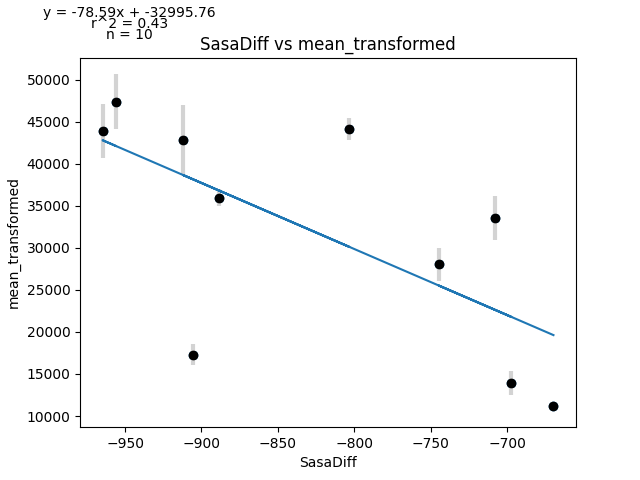 y = -78.59x + -32995.76
r^2 = 0.43
n = 10
SasaDiff vs mean_transformed
50000
45000
40000
35000
30000
25000
20000
15000
10000
mean_transformed
−950
−900
−850
−800
−750
−700
SasaDiff